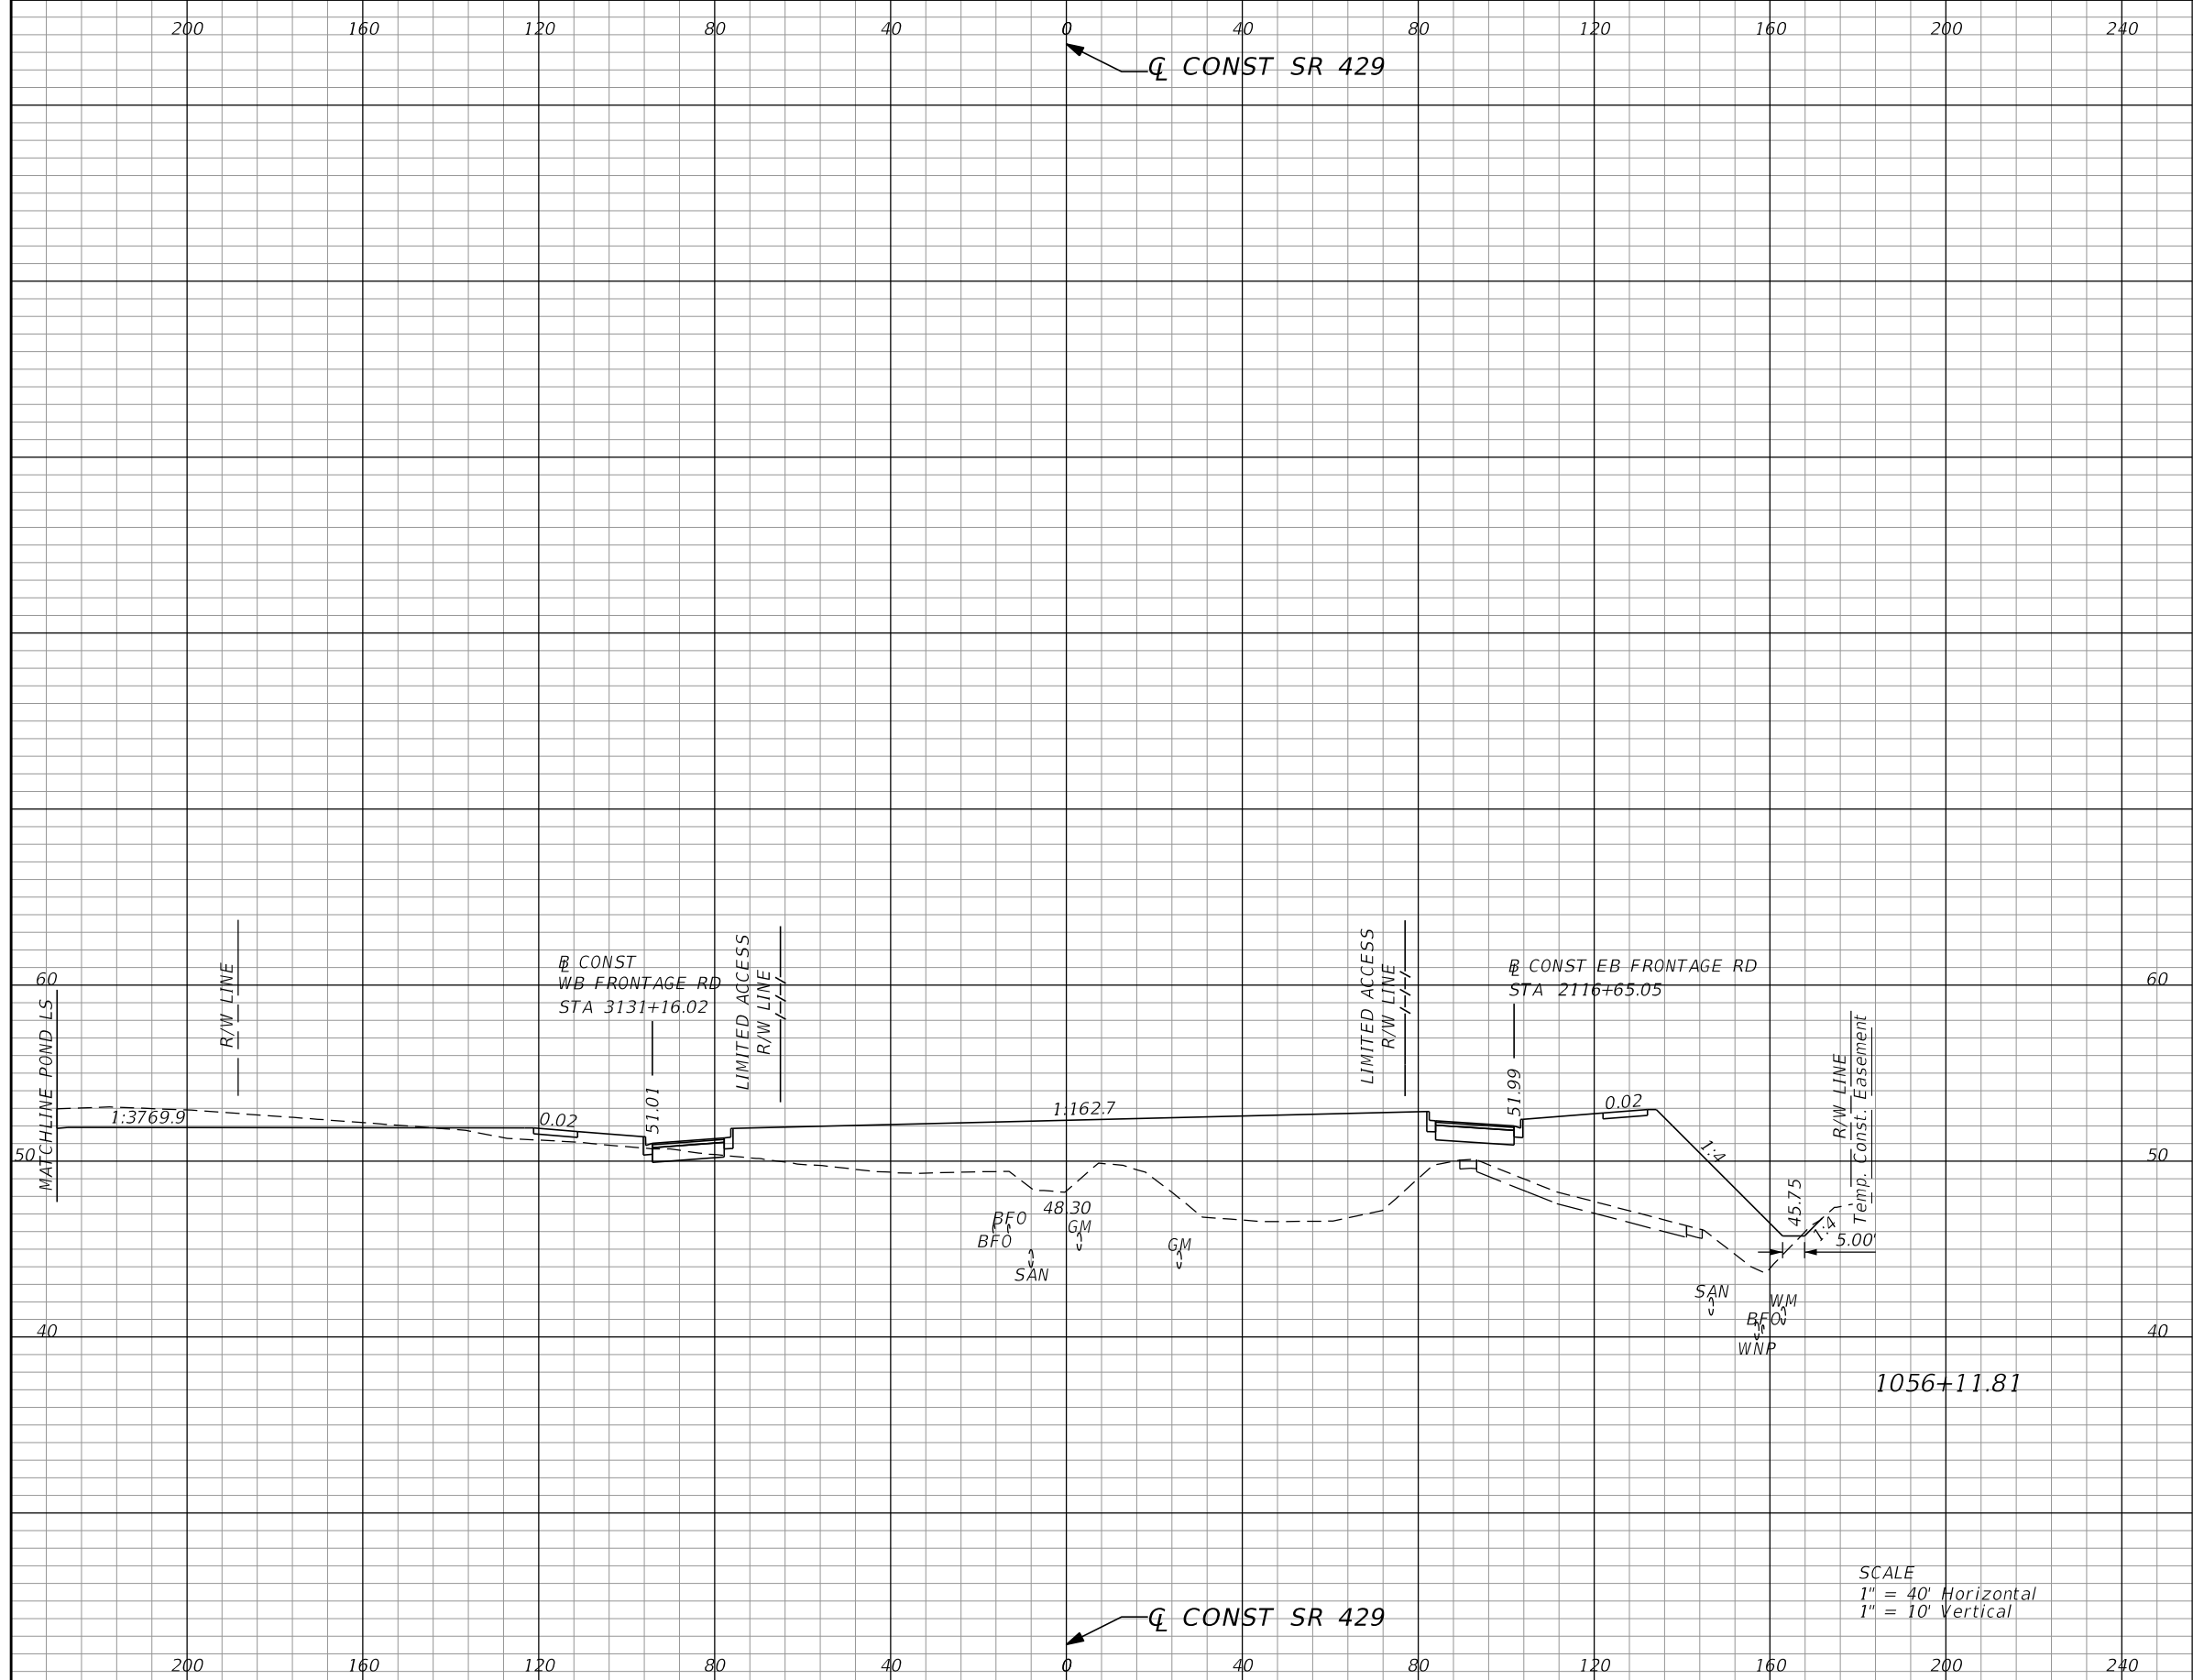 200 160 120 80 40 0 40 80 120 160 200 240
℄ CONST SR 429
60
60
MATCHLINE POND LS
R/W LINE
BL CONST
WB FRONTAGE RD
STA 3131+16.02
51.01
LIMITED ACCESS
R/W LINE
LIMITED ACCESS
R/W LINE
BL CONST EB FRONTAGE RD
STA 2116+65.05
51.99
R/W LINE
Temp. Const. Easement
1:3769.9
0.02
1:162.7
0.02
1:4
50
50
45.75
1:4
5.00'
48.30
BFO
BFO
SAN
GM
GM
SAN
WM
BFO
WNP
40
40
1056+11.81
SCALE
1" = 40' Horizontal
1" = 10' Vertical
℄ CONST SR 429
200 160 120 80 40 0 40 80 120 160 200 240